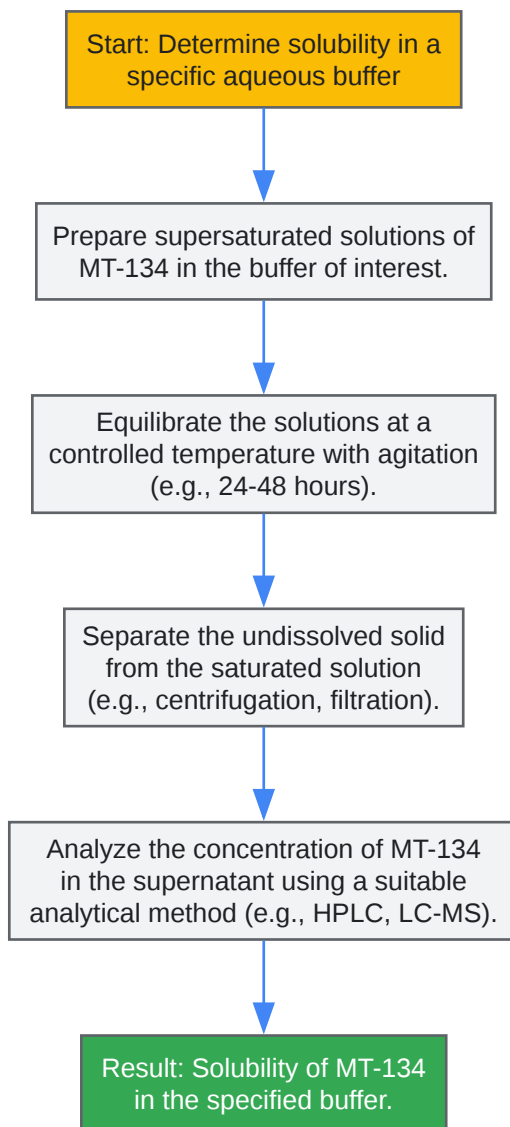 Start: Determine solubility in a
specific aqueous buffer
Prepare supersaturated solutions of
MT-134 in the buffer of interest.
Equilibrate the solutions at a
controlled temperature with agitation
(e.g., 24-48 hours).
Separate the undissolved solid
from the saturated solution
(e.g., centrifugation, filtration).
Analyze the concentration of MT-134
in the supernatant using a suitable
analytical method (e.g., HPLC, LC-MS).
Result: Solubility of MT-134
in the specified buffer.